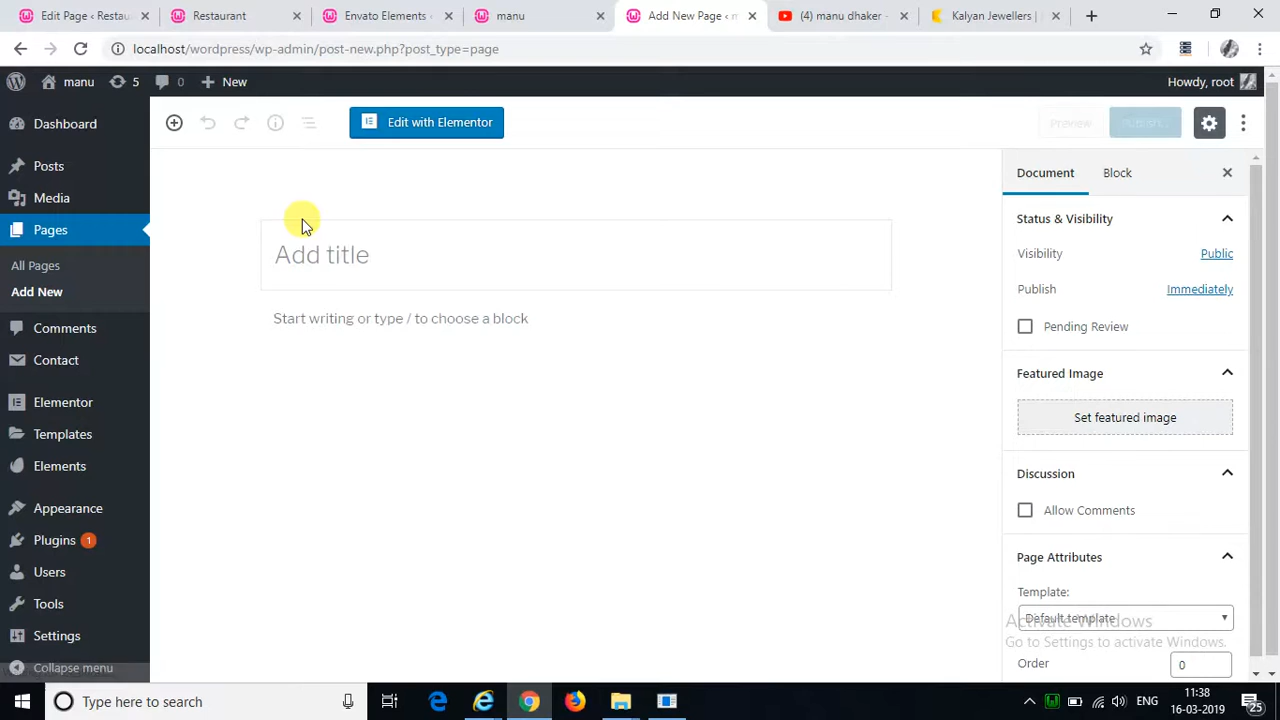 Edit Page ‹ Restau
Restaurant
Envato Elements ‹
manu
Add New Page ‹ m
(4) manu dhaker -
Kalyan Jewellers |
localhost/wordpress/wp-admin/post-new.php?post_type=page
manu
5
0
New
Howdy, root
Dashboard
Posts
Media
Pages
All Pages
Add New
Comments
Contact
Elementor
Templates
Elements
Appearance
Plugins 1
Users
Tools
Settings
Collapse menu
Edit with Elementor
Preview
Publish...
Add title
Start writing or type / to choose a block
Document
Block
Status & Visibility
Visibility
Public
Publish
Immediately
Pending Review
Featured Image
Set featured image
Discussion
Allow Comments
Page Attributes
Template:
Default template
Activate Windows
Go to Settings to activate Windows.
Order
0
Type here to search
ENG
11:38
16-03-2019
25